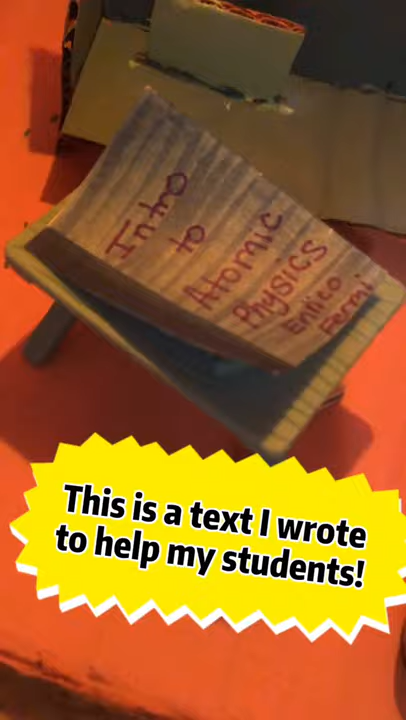 Intro
to
Atomic
Physics
Enrico
Fermi
This is a text I wrote
to help my students!